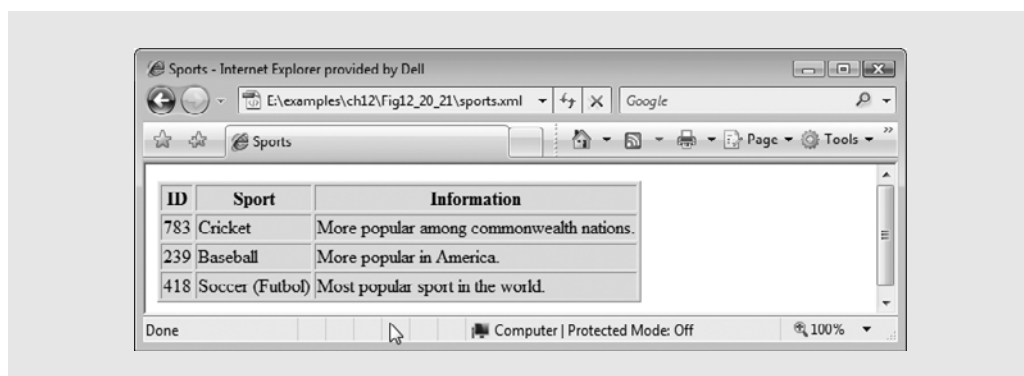 Sports - Internet Explorer provided by Dell
E:\examples\ch12\Fig12_20_21\sports.xml
Google
Sports
Page
Tools
ID Sport Information
783 Cricket More popular among commonwealth nations.
239 Baseball More popular in America.
418 Soccer (Futbol) Most popular sport in the world.
Done
Computer | Protected Mode: Off
100%